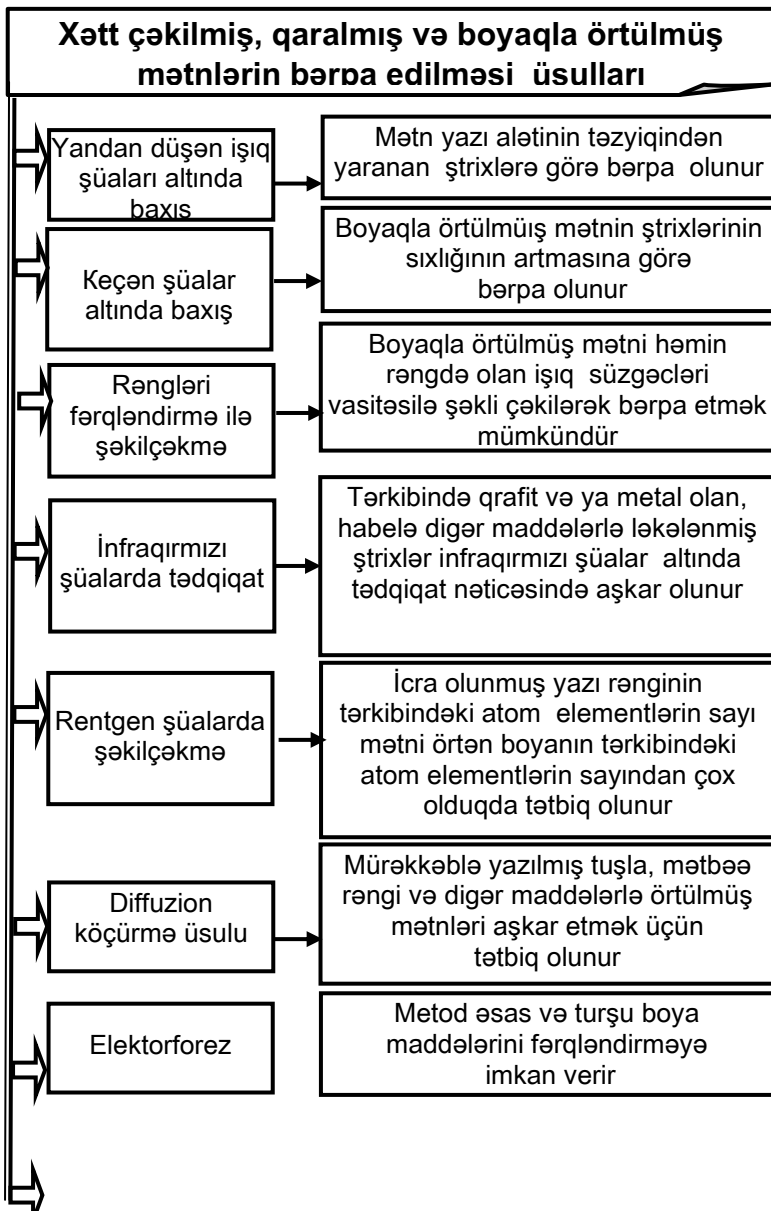 Xətt çəkilmiş, qaralmış və boyaqla örtülmüş
mətnlərin bərpa edilməsi üsulları
Yandan düşən işıq
şüaları altında
baxış
Mətn yazı alətinin təzyiqindən
yaranan ştrixlərə görə bərpa olunur
Keçən şüalar
altında baxış
Boyaqla örtülmüış mətnin ştrixlərinin
sıxlığının artmasına görə
bərpa olunur
Rəngləri
fərqləndirmə ilə
şəkilçəkmə
Boyaqla örtülmüş mətni həmin
rəngdə olan işıq süzgəcləri
vasitəsilə şəkli çəkilərək bərpa etmək
mümkündür
İnfraqırmızı
şüalarda tədqiqat
Tərkibində qrafit və ya metal olan,
habelə digər maddələrlə ləkələnmiş
ştrixlər infraqırmızı şüalar altında
tədqiqat nəticəsində aşkar olunur
Rentgen şüalarda
şəkilçəkmə
İcra olunmuş yazı rənginin
tərkibindəki atom elementlərin sayı
mətni örtən boyanın tərkibindəki
atom elementlərin sayından çox
olduqda tətbiq olunur
Diffuzion
köçürmə üsulu
Mürəkkəblə yazılmış tuşla, mətbəə
rəngi və digər maddələrlə örtülmüş
mətnləri aşkar etmək üçün
tətbiq olunur
Elektorforez
Metod əsas və turşu boya
maddələrini fərqləndirməyə
imkan verir